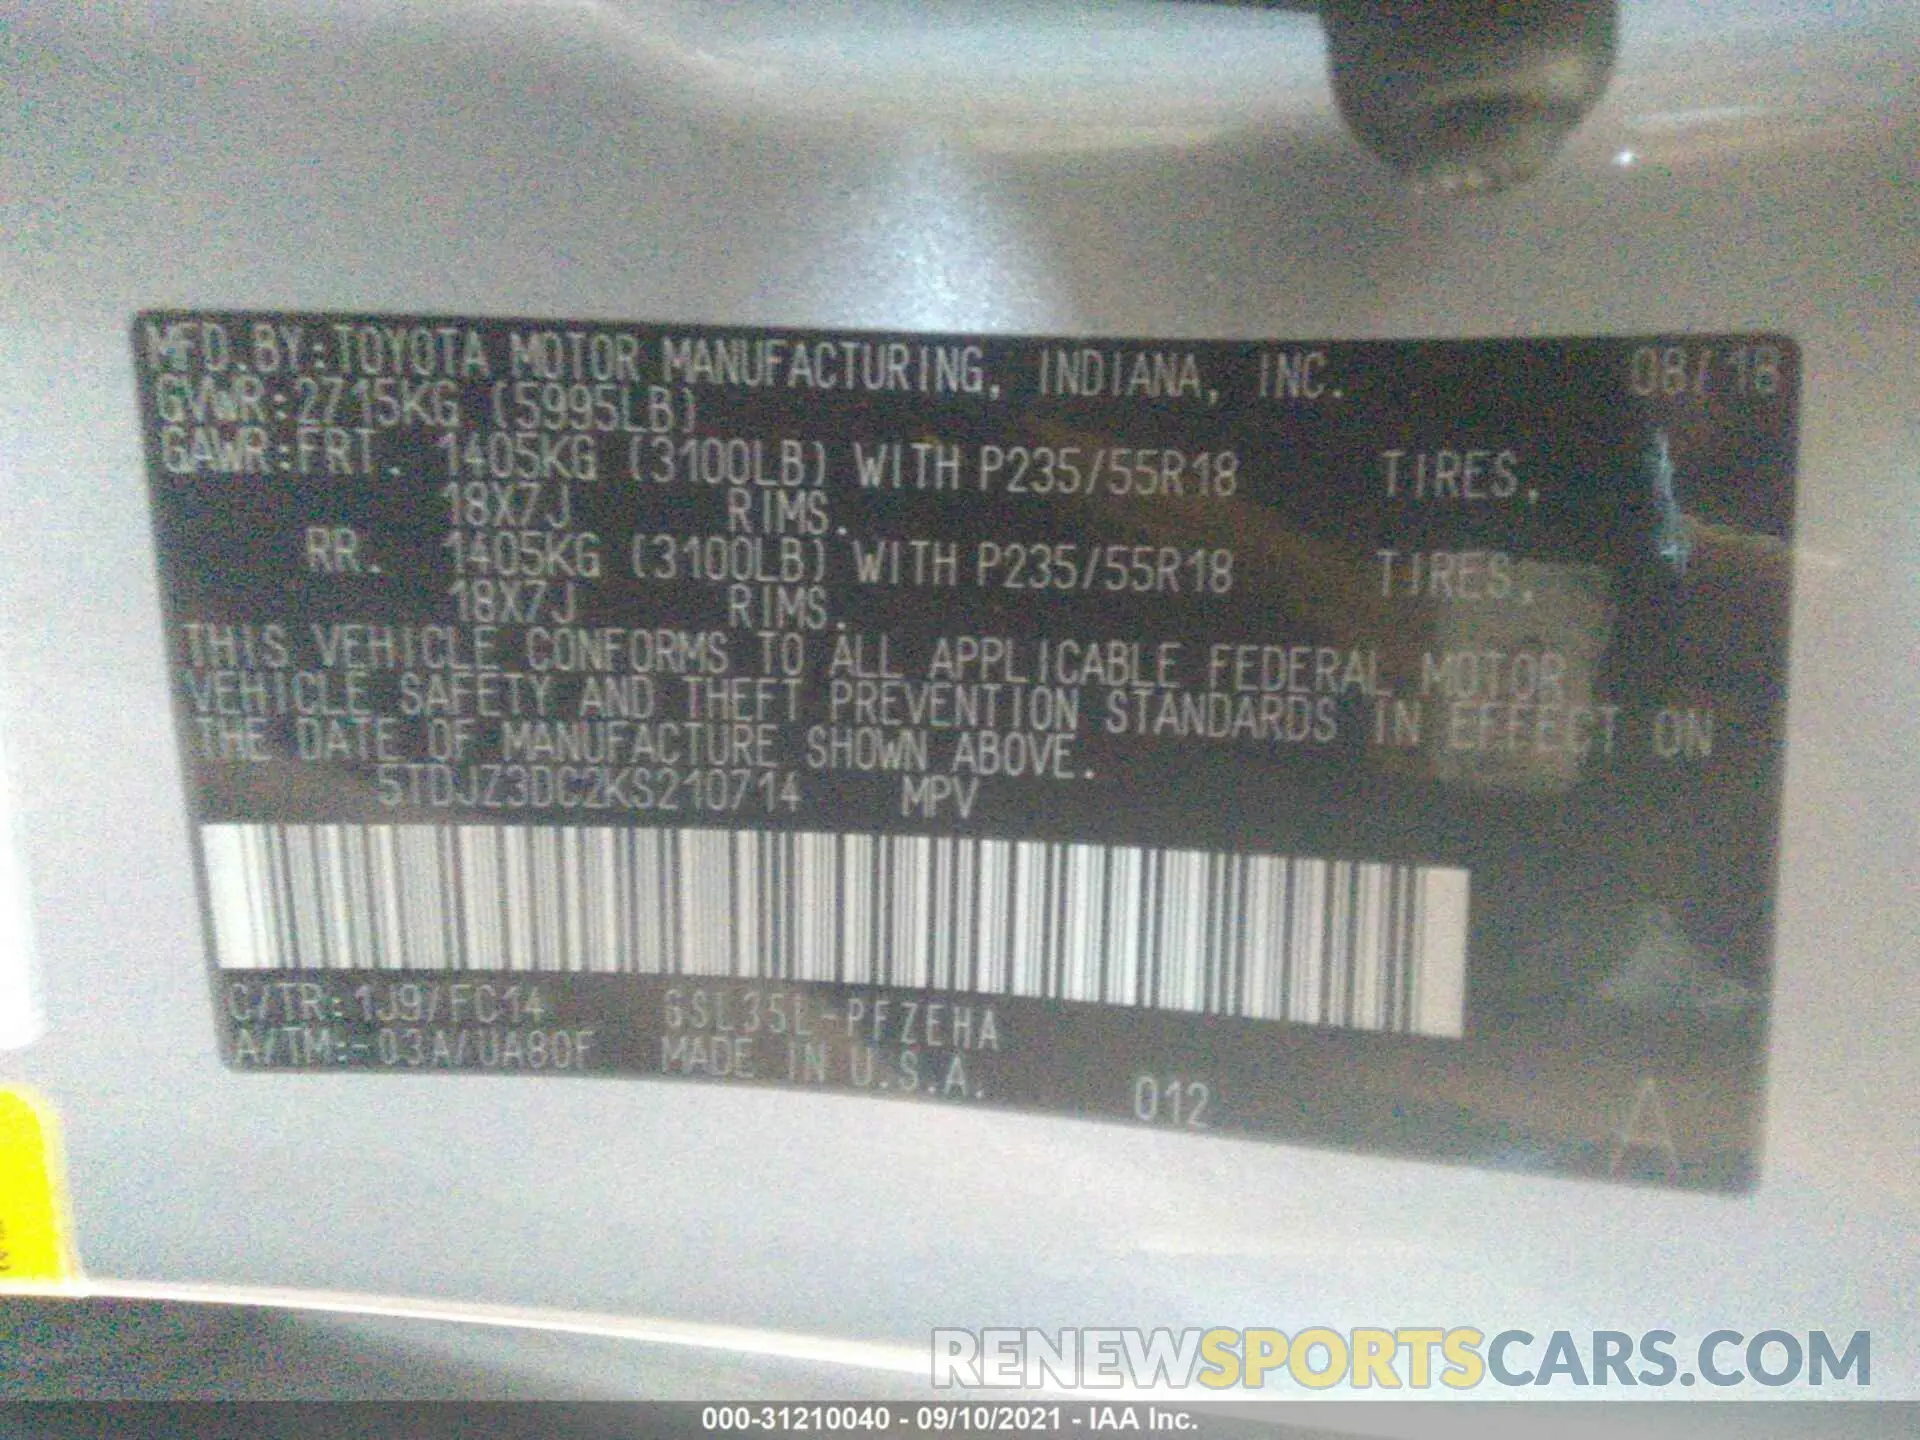 MFD.BY:TOYOTA MOTOR MANUFACTURING, INDIANA, INC. 08/18
GVWR:2715KG (5995LB)
GAWR:FRT. 1405KG (3100LB) WITH P235/55R18 TIRES,
18X7J RIMS.
RR. 1405KG (3100LB) WITH P235/55R18 TIRES,
18X7J RIMS.
THIS VEHICLE CONFORMS TO ALL APPLICABLE FEDERAL MOTOR
VEHICLE SAFETY AND THEFT PREVENTION STANDARDS IN EFFECT ON
THE DATE OF MANUFACTURE SHOWN ABOVE.
5TDJZ3DC2KS210714 MPV
C/TR:1J9/FC14 GSL35L-PFZEHA
A/TM:-03A/UA80F MADE IN U.S.A.
012 A
RENEWSPORTSCARS.COM
000-31210040 - 09/10/2021 - IAA Inc.